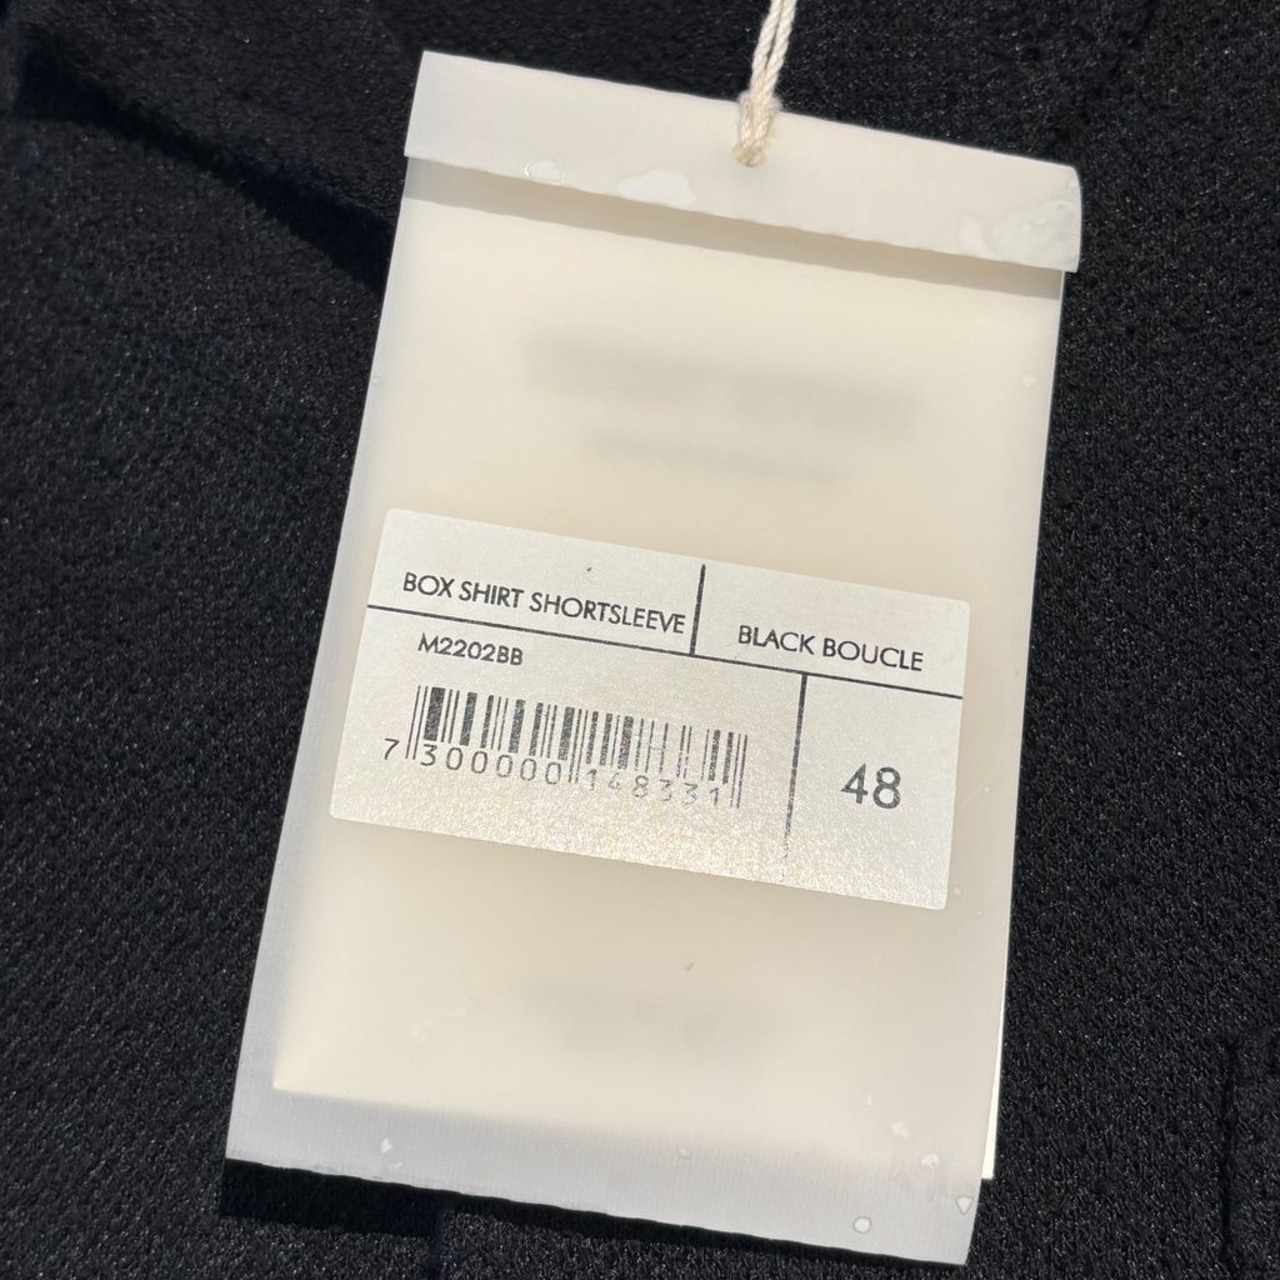 BOX SHIRT SHORTSLEEVE
BLACK BOUCLE
M2202BB
7 300000 148331
48